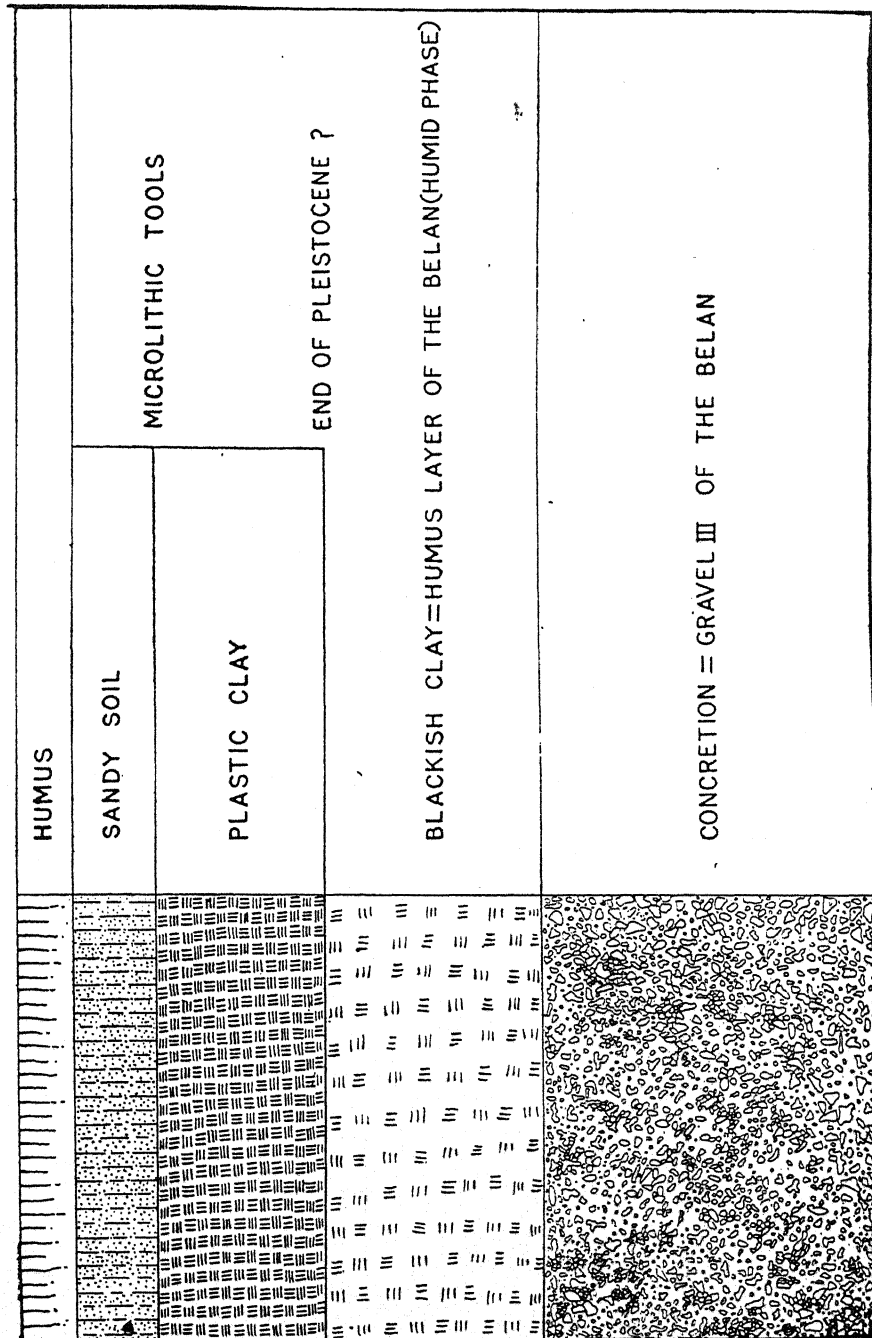 HUMUS
SANDY SOIL
MICROLITHIC TOOLS
PLASTIC CLAY
END OF PLEISTOCENE ?
BLACKISH CLAY=HUMUS LAYER OF THE BELAN(HUMID PHASE)
CONCRETION = GRAVEL III OF THE BELAN